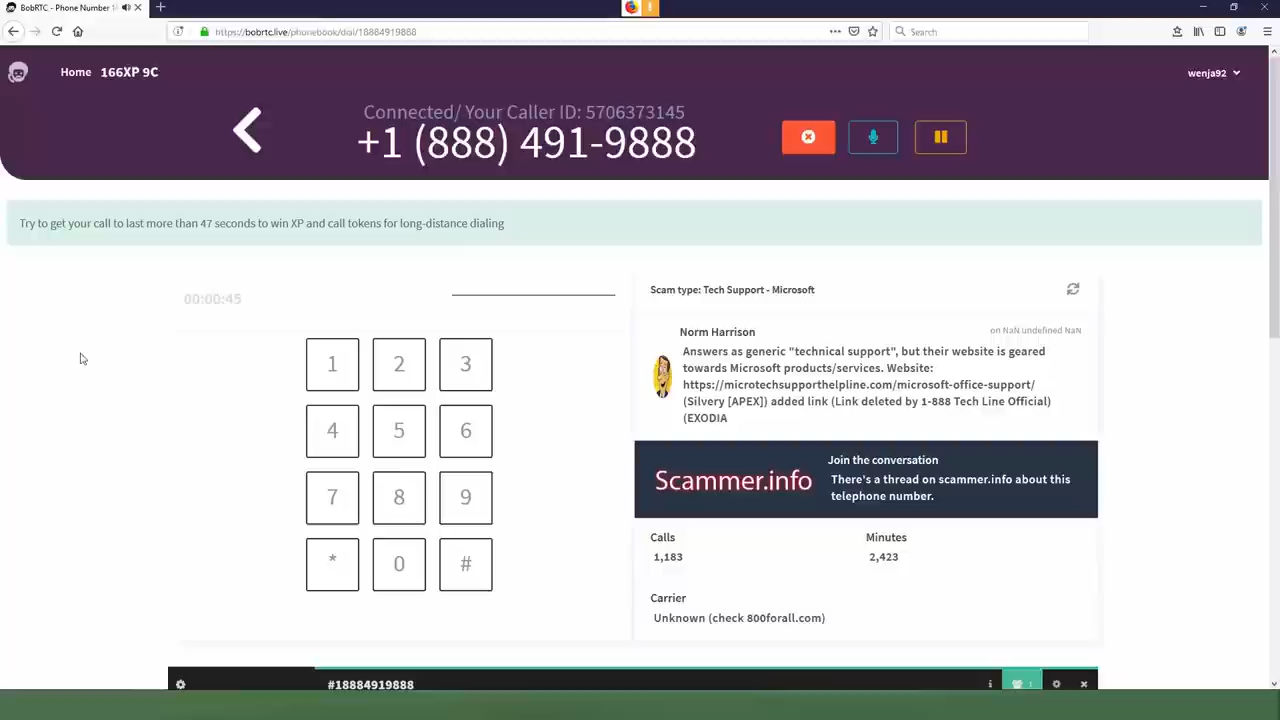 BobRTC - Phone Number 1
https://bobrtc.live/phonebook/dial/18884919888
Search
Home 166XP 9C
wenja92
Connected/ Your Caller ID: 5706373145
+1 (888) 491-9888
Try to get your call to last more than 47 seconds to win XP and call tokens for long-distance dialing
00:00:45
1 2 3
4 5 6
7 8 9
* 0 #
Scam type: Tech Support - Microsoft
Norm Harrison
on NaN undefined NaN
Answers as generic "technical support", but their website is geared
towards Microsoft products/services. Website:
https://microtechsupporthelpline.com/microsoft-office-support/
(Silvery [APEX]) added link (Link deleted by 1-888 Tech Line Official)
(EXODIA
Scammer.info
Join the conversation
There's a thread on scammer.info about this
telephone number.
Calls
1,183
Minutes
2,423
Carrier
Unknown (check 800forall.com)
#18884919888
i
1